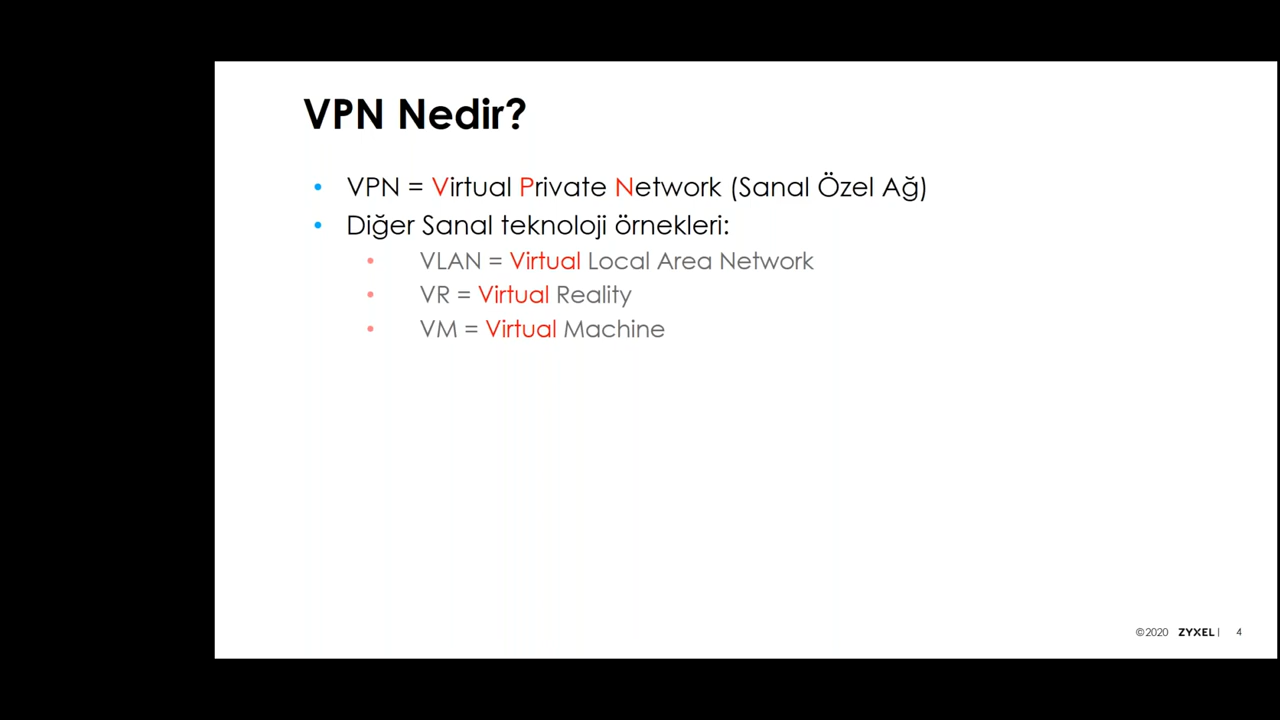 VPN Nedir?
• VPN = Virtual Private Network (Sanal Özel Ağ)
• Diğer Sanal teknoloji örnekleri:
• VLAN = Virtual Local Area Network
• VR = Virtual Reality
• VM = Virtual Machine
©2020 ZYXEL | 4